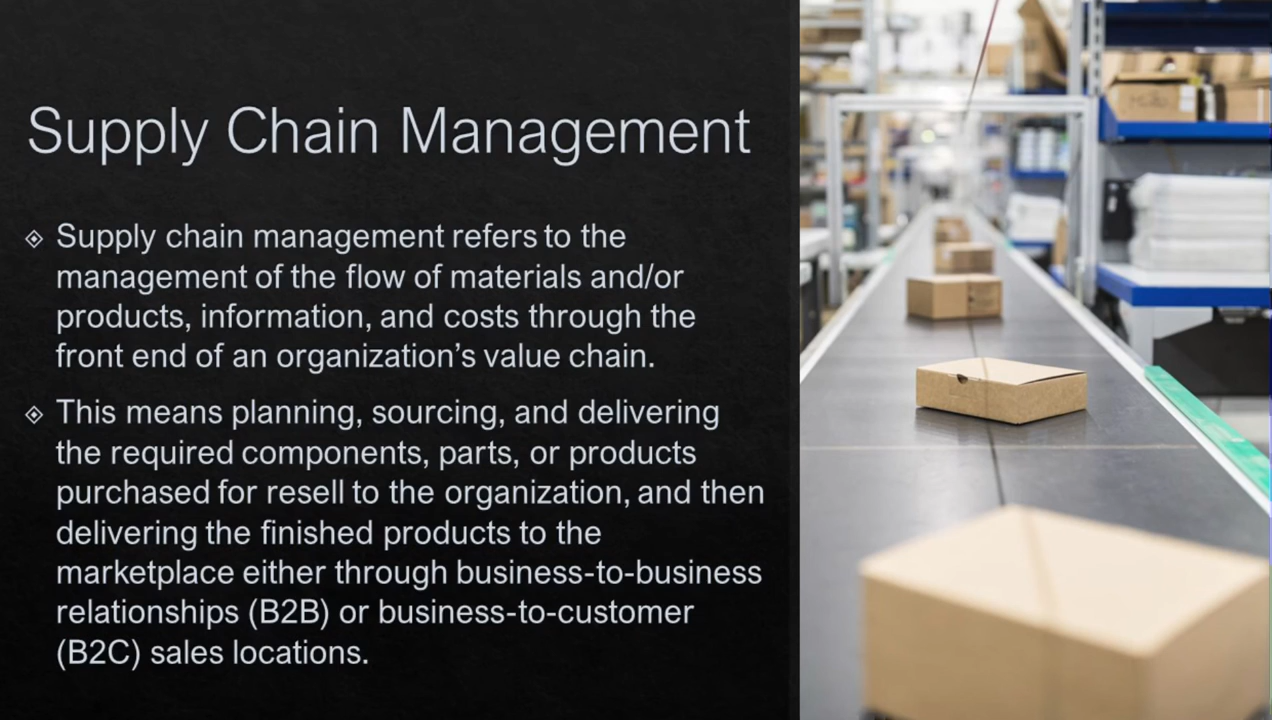 Supply Chain Management
Supply chain management refers to the
management of the flow of materials and/or
products, information, and costs through the
front end of an organization’s value chain.
This means planning, sourcing, and delivering
the required components, parts, or products
purchased for resell to the organization, and then
delivering the finished products to the
marketplace either through business-to-business
relationships (B2B) or business-to-customer
(B2C) sales locations.